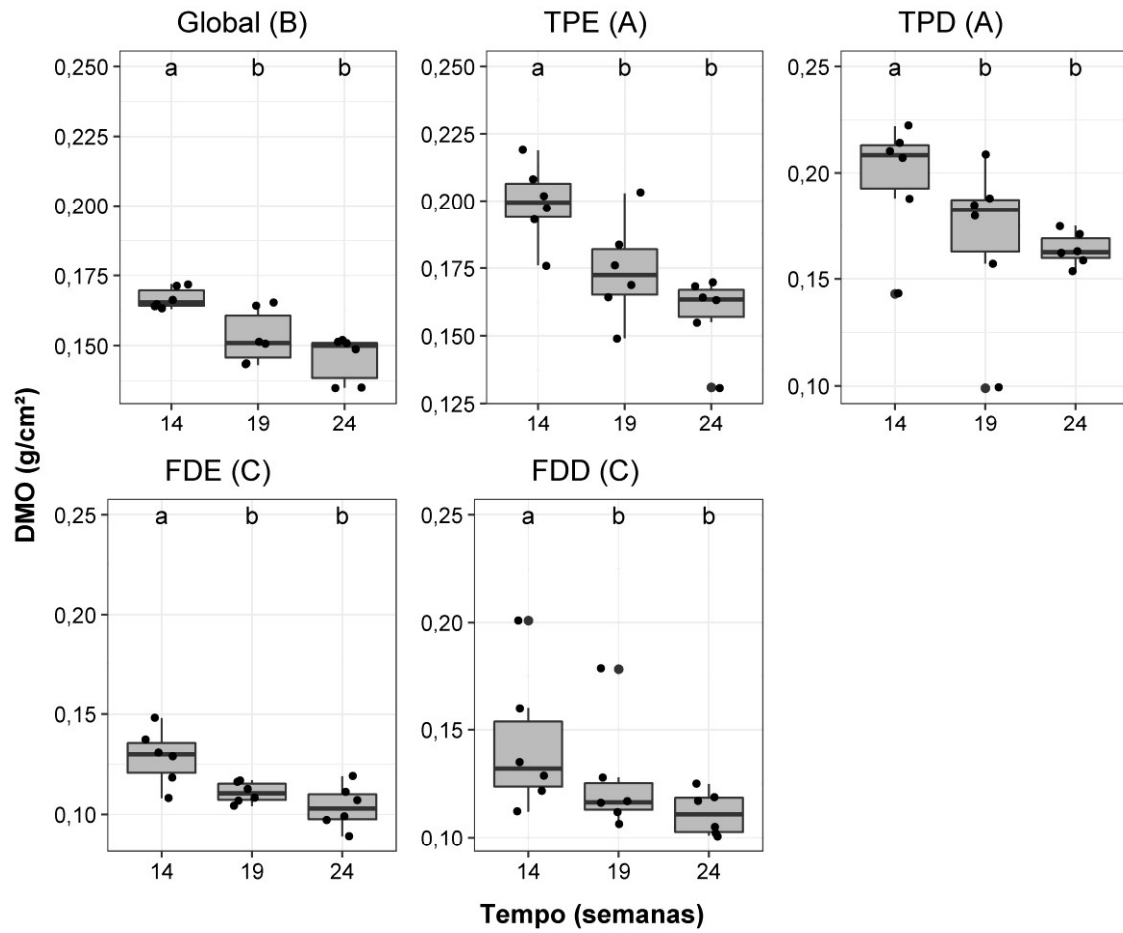 Global (B)
TPE (A)
TPD (A)
0,250
0,225
0,200
0,175
0,150
a b b
14 19 24
0,250
0,225
0,200
0,175
0,150
0,125
a b b
14 19 24
0,25
0,20
0,15
0,10
a b b
14 19 24
DMO (g/cm²)
FDE (C)
FDD (C)
0,25
0,20
0,15
0,10
a b b
14 19 24
0,25
0,20
0,15
0,10
a b b
14 19 24
Tempo (semanas)